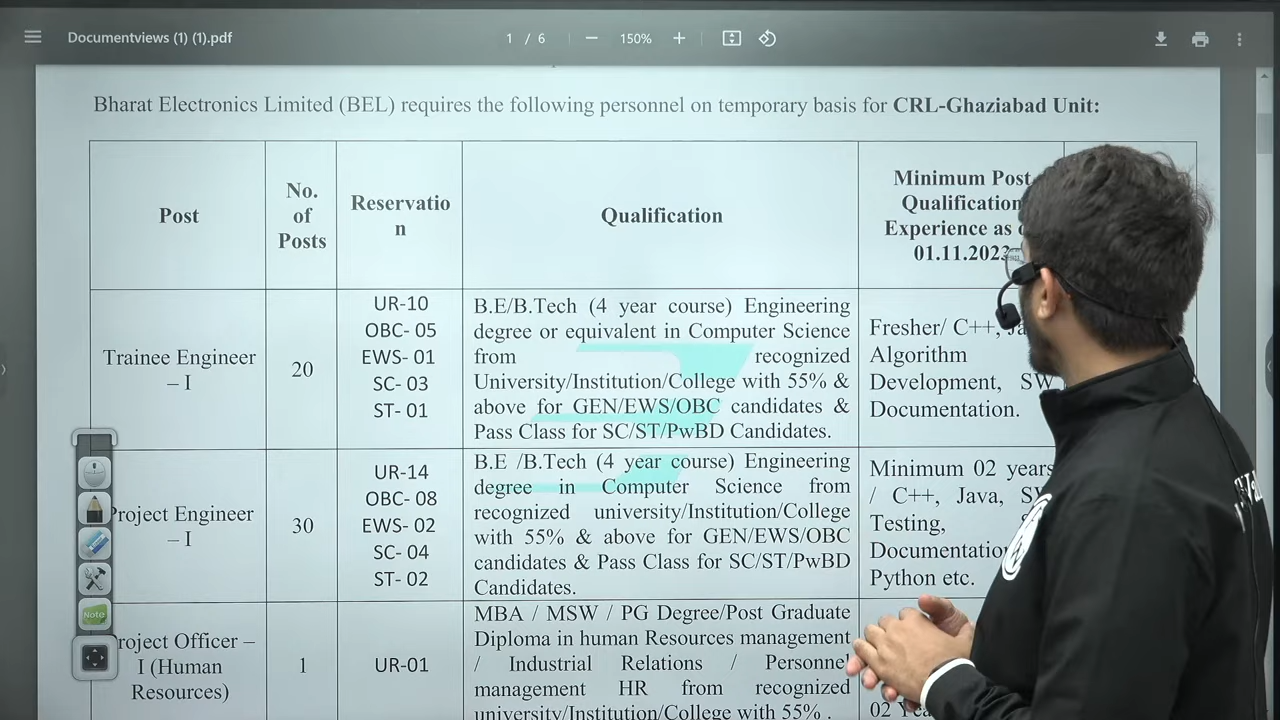 Documentviews (1) (1).pdf
1 / 6
150%
Bharat Electronics Limited (BEL) requires the following personnel on temporary basis for CRL-Ghaziabad Unit:
Post
No.
of
Posts
Reservatio
n
Qualification
Minimum Post
Qualification
Experience as
01.11.2023
Trainee Engineer
– I
20
UR-10
OBC- 05
EWS- 01
SC- 03
ST- 01
B.E/B.Tech (4 year course) Engineering
degree or equivalent in Computer Science
from recognized
University/Institution/College with 55% &
above for GEN/EWS/OBC candidates &
Pass Class for SC/ST/PwBD Candidates.
Fresher/ C++,
Algorithm
Development, SW
Documentation.
Project Engineer
– I
30
UR-14
OBC- 08
EWS- 02
SC- 04
ST- 02
B.E /B.Tech (4 year course) Engineering
degree in Computer Science from
recognized university/Institution/College
with 55% & above for GEN/EWS/OBC
candidates & Pass Class for SC/ST/PwBD
Candidates.
Minimum 02 years
/ C++, Java,
Testing,
Documentation
Python etc.
roject Officer –
I (Human
Resources)
1
UR-01
MBA / MSW / PG Degree/Post Graduate
Diploma in human Resources management
/ Industrial Relations / Personnel
management HR from recognized
university/Institution/College with 55% .
02
Note